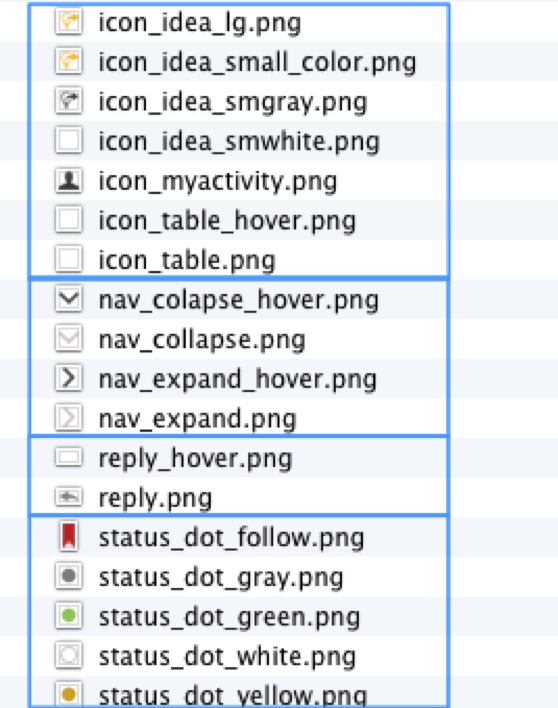 icon_idea_lg.png
icon_idea_small_color.png
icon_idea_smgray.png
icon_idea_smwhite.png
icon_myactivity.png
icon_table_hover.png
icon_table.png
nav_colapse_hover.png
nav_collapse.png
nav_expand_hover.png
nav_expand.png
reply_hover.png
reply.png
status_dot_follow.png
status_dot_gray.png
status_dot_green.png
status_dot_white.png
status_dot_yellow.png